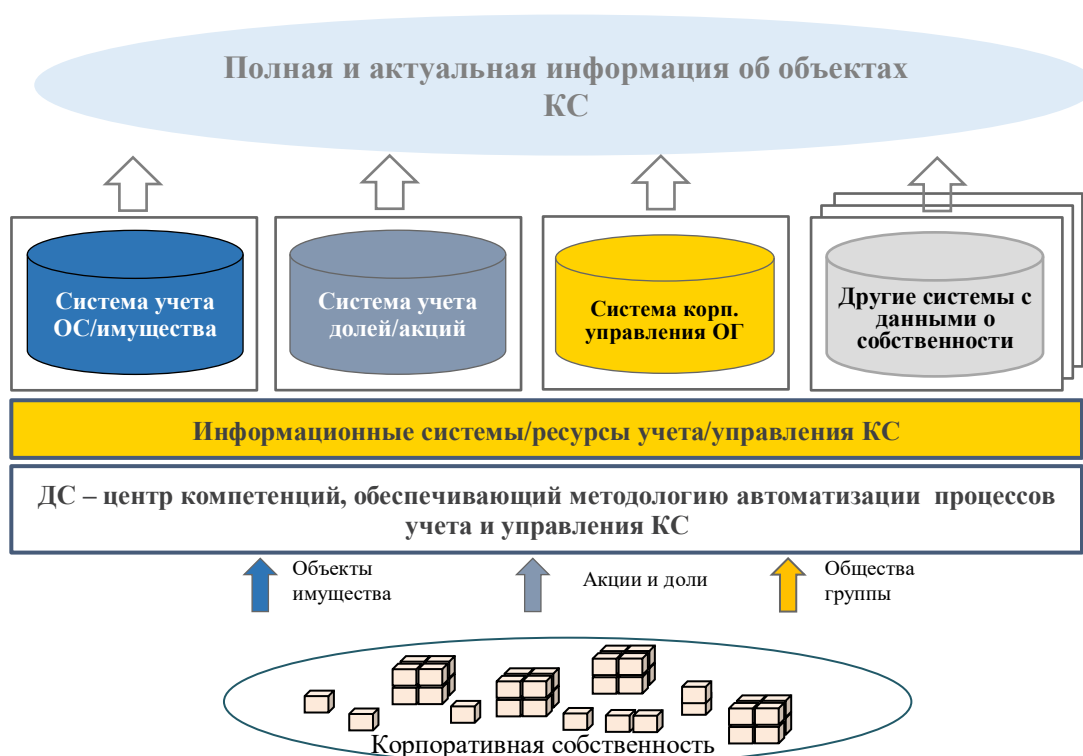 Полная и актуальная информация об объектах
КС
Система учета
ОС/имущества
Система учета
долей/акций
Система корп.
управления ОГ
Другие системы с
данными о
собственности
Информационные системы/ресурсы учета/управления КС
ДС – центр компетенций, обеспечивающий методологию автоматизации процессов
учета и управления КС
Объекты
имущества
Акции и доли
Общества
группы
Корпоративная собственность